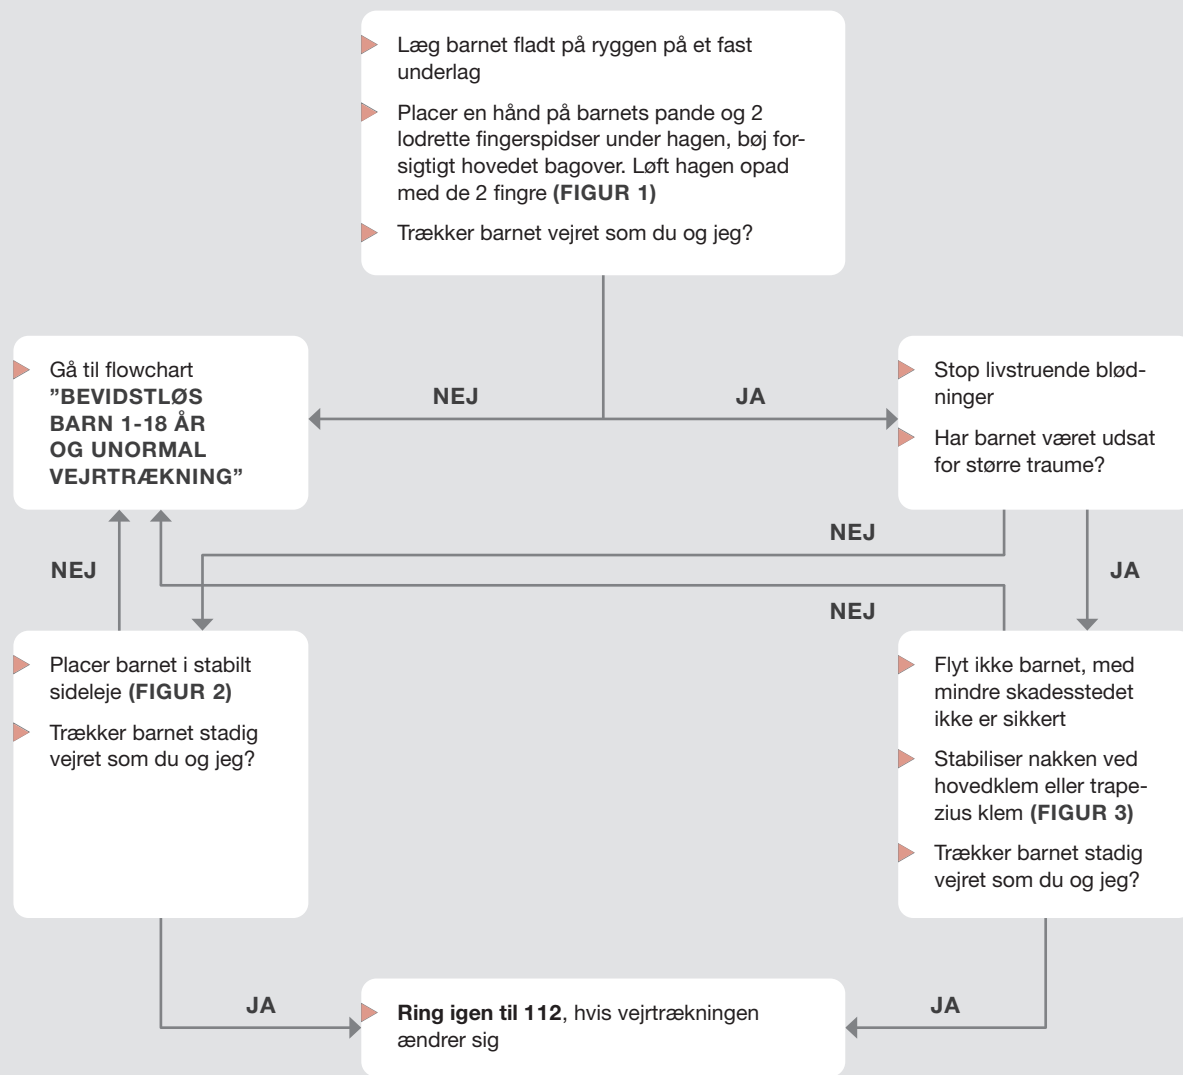 Læg barnet fladt på ryggen på et fast
underlag
Placer en hånd på barnets pande og 2
lodrette fingerspidser under hagen, bøj for-
sigtigt hovedet bagover. Løft hagen opad
med de 2 fingre (FIGUR 1)
Trækker barnet vejret som du og jeg?
Gå til flowchart
”BEVIDSTLØS
BARN 1-18 ÅR
OG UNORMAL
VEJRTRÆKNING”
NEJ
JA
Stop livstruende blød-
ninger
Har barnet været udsat
for større traume?
NEJ
NEJ
JA
NEJ
Placer barnet i stabilt
sideleje (FIGUR 2)
Trækker barnet stadig
vejret som du og jeg?
Flyt ikke barnet, med
mindre skadesstedet
ikke er sikkert
Stabiliser nakken ved
hovedklem eller trape-
zius klem (FIGUR 3)
Trækker barnet stadig
vejret som du og jeg?
JA
Ring igen til 112, hvis vejrtrækningen
ændrer sig
JA